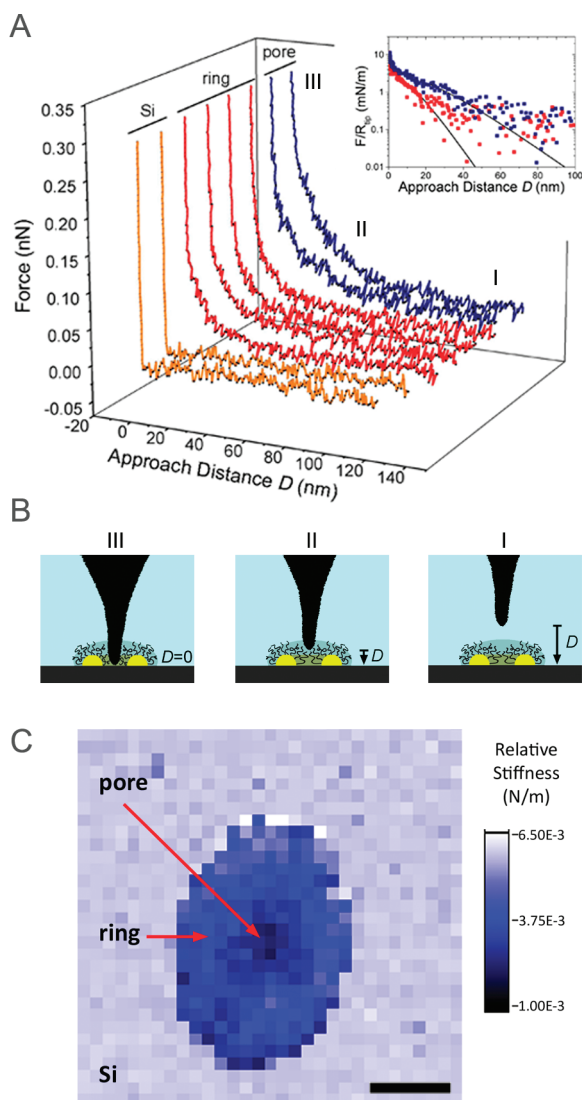 A
pore
ring
Si
III
II
I
Force (nN)
0.35
0.30
0.25
0.20
0.15
0.10
0.05
0.00
-0.05
-20
0
20
40
60
80
100
120
140
Approach Distance D (nm)
F/Rtip (mN/m)
10
1
0.1
0.01
0
20
40
60
80
100
Approach Distance D (nm)
B
III
II
I
D=0
D
D
C
pore
ring
Si
Relative
Stiffness
(N/m)
6.50E-3
3.75E-3
1.00E-3